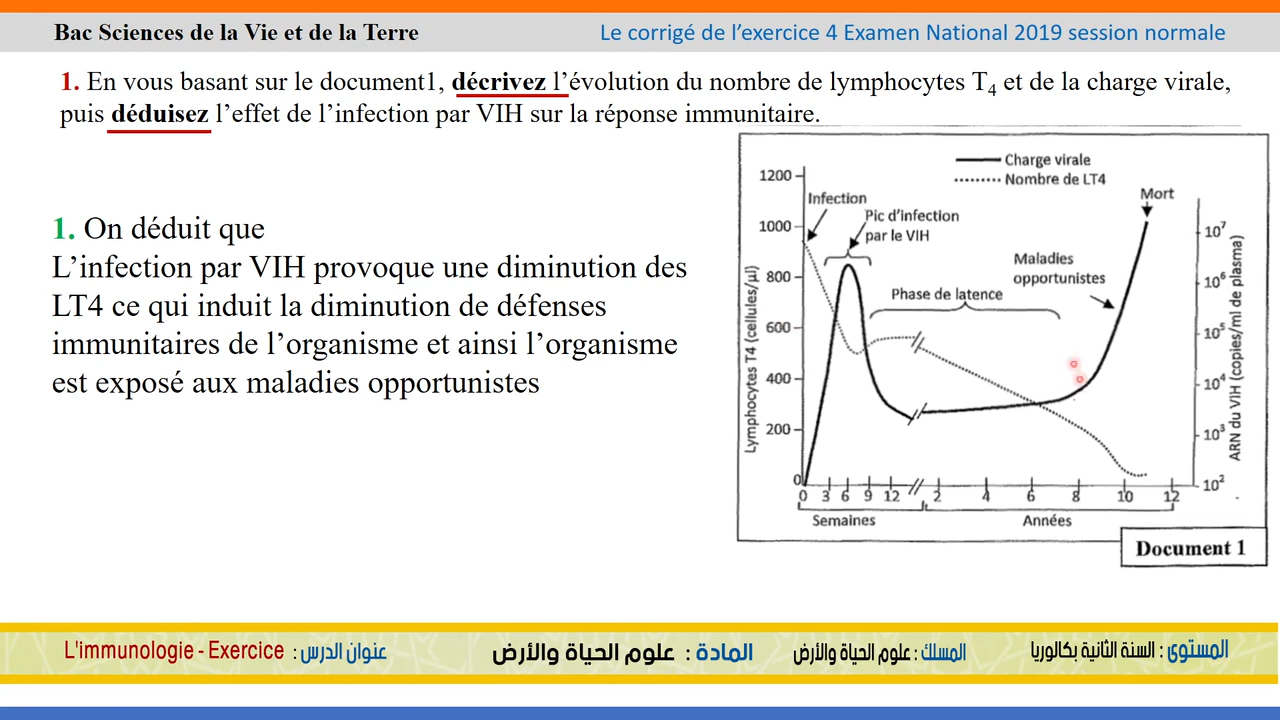 Bac Sciences de la Vie et de la Terre
Le corrigé de l’exercice 4 Examen National 2019 session normale
1. En vous basant sur le document1, décrivez l’évolution du nombre de lymphocytes T4 et de la charge virale,
puis déduisez l’effet de l’infection par VIH sur la réponse immunitaire.
1. On déduit que
L’infection par VIH provoque une diminution des
LT4 ce qui induit la diminution de défenses
immunitaires de l’organisme et ainsi l’organisme
est exposé aux maladies opportunistes
Charge virale
Nombre de LT4
Infection
Pic d’infection
par le VIH
Phase de latence
Maladies
opportunistes
Mort
Lymphocytes T4 (cellules/µl)
1200
1000
800
600
400
200
0
ARN du VIH (copies/ml de plasma)
10⁷
10⁶
10⁵
10⁴
10³
10²
0 3 6 9 12 2 4 6 8 10 12
Semaines Années
Document 1
المستوى : السنة الثانية بكالوريا
المسلك : علوم الحياة والأرض
المادة : علوم الحياة والأرض
عنوان الدرس : L'immunologie - Exercice